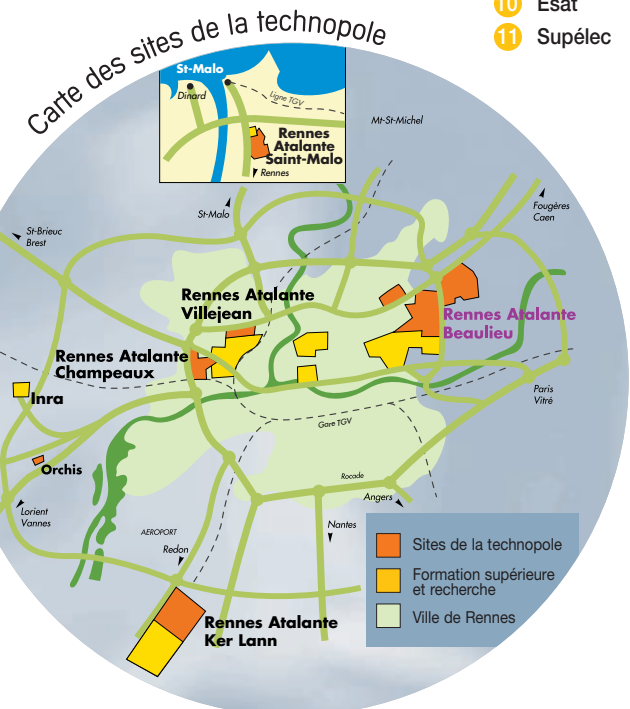 10 Esat
11 Supélec
Carte des sites de la technopole
St-Malo
Dinard
Ligne TGV
Rennes
Atalante
Saint-Malo
Rennes
Mt-St-Michel
St-Malo
Fougères
Caen
St-Brieuc
Brest
Rennes Atalante
Villejean
Rennes Atalante
Beaulieu
Rennes Atalante
Champeaux
Inra
Paris
Vitré
Gare TGV
Orchis
Rocade
Angers
Lorient
Vannes
AEROPORT
Redon
Nantes
Sites de la technopole
Formation supérieure
et recherche
Ville de Rennes
Rennes Atalante
Ker Lann